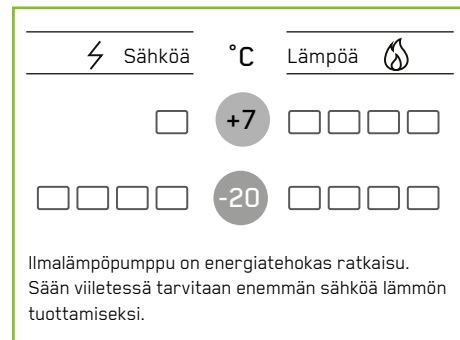 Sähköä °C Lämpöä
+7
-20
Ilmalämpöpumppu on energiatehokas ratkaisu.
Sään viiletessä tarvitaan enemmän sähköä lämmön
tuottamiseksi.